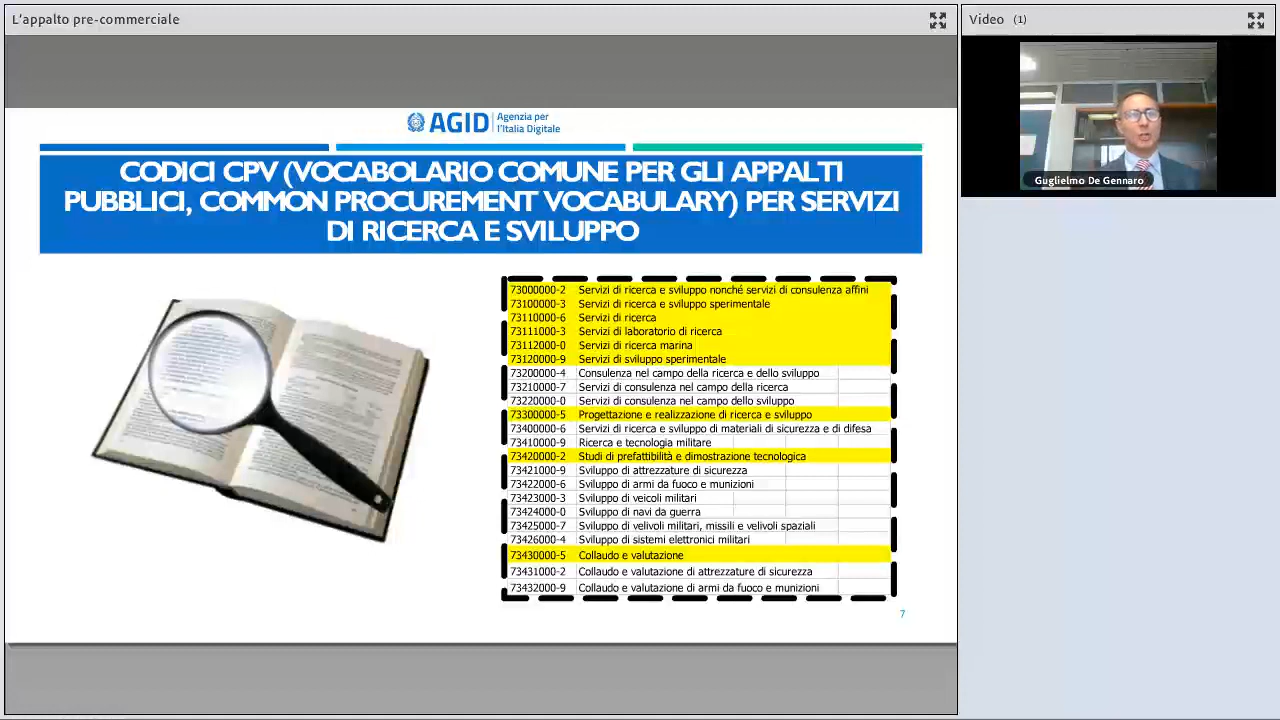 L'appalto pre-commerciale
Video (1)
Guglielmo De Gennaro
AGID
Agenzia per
l'Italia Digitale
CODICI CPV (VOCABOLARIO COMUNE PER GLI APPALTI
PUBBLICI, COMMON PROCUREMENT VOCABULARY) PER SERVIZI
DI RICERCA E SVILUPPO
73000000-2 Servizi di ricerca e sviluppo nonché servizi di consulenza affini
73100000-3 Servizi di ricerca e sviluppo sperimentale
73110000-6 Servizi di ricerca
73111000-3 Servizi di laboratorio di ricerca
73112000-0 Servizi di ricerca marina
73120000-9 Servizi di sviluppo sperimentale
73200000-4 Consulenza nel campo della ricerca e dello sviluppo
73210000-7 Servizi di consulenza nel campo della ricerca
73220000-0 Servizi di consulenza nel campo dello sviluppo
73300000-5 Progettazione e realizzazione di ricerca e sviluppo
73400000-6 Servizi di ricerca e sviluppo di materiali di sicurezza e di difesa
73410000-9 Ricerca e tecnologia militare
73420000-2 Studi di prefattibilità e dimostrazione tecnologica
73421000-9 Sviluppo di attrezzature di sicurezza
73422000-6 Sviluppo di armi da fuoco e munizioni
73423000-3 Sviluppo di veicoli militari
73424000-0 Sviluppo di navi da guerra
73425000-7 Sviluppo di velivoli militari, missili e velivoli spaziali
73426000-4 Sviluppo di sistemi elettronici militari
73430000-5 Collaudo e valutazione
73431000-2 Collaudo e valutazione di attrezzature di sicurezza
73432000-9 Collaudo e valutazione di armi da fuoco e munizioni
7